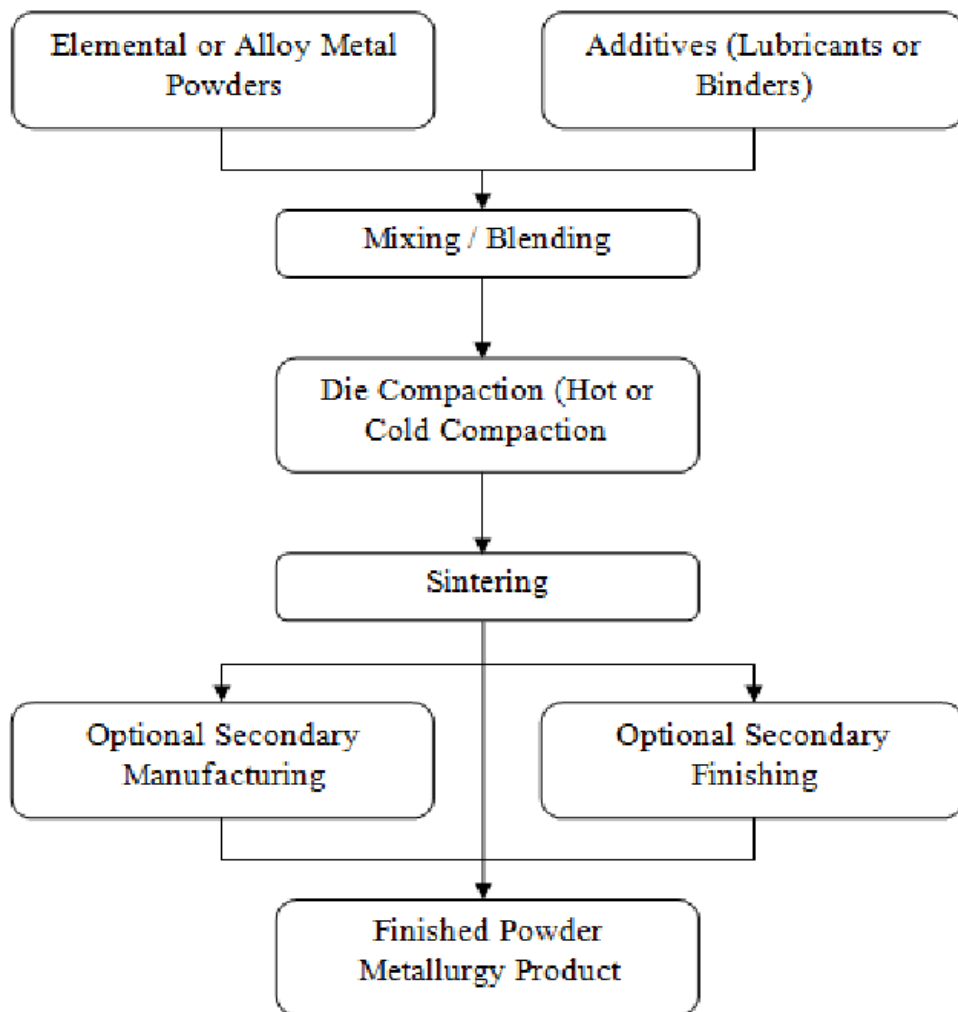 Elemental or Alloy Metal
Powders
Additives (Lubricants or
Binders)
Mixing / Blending
Die Compaction (Hot or
Cold Compaction
Sintering
Optional Secondary
Manufacturing
Optional Secondary
Finishing
Finished Powder
Metallurgy Product